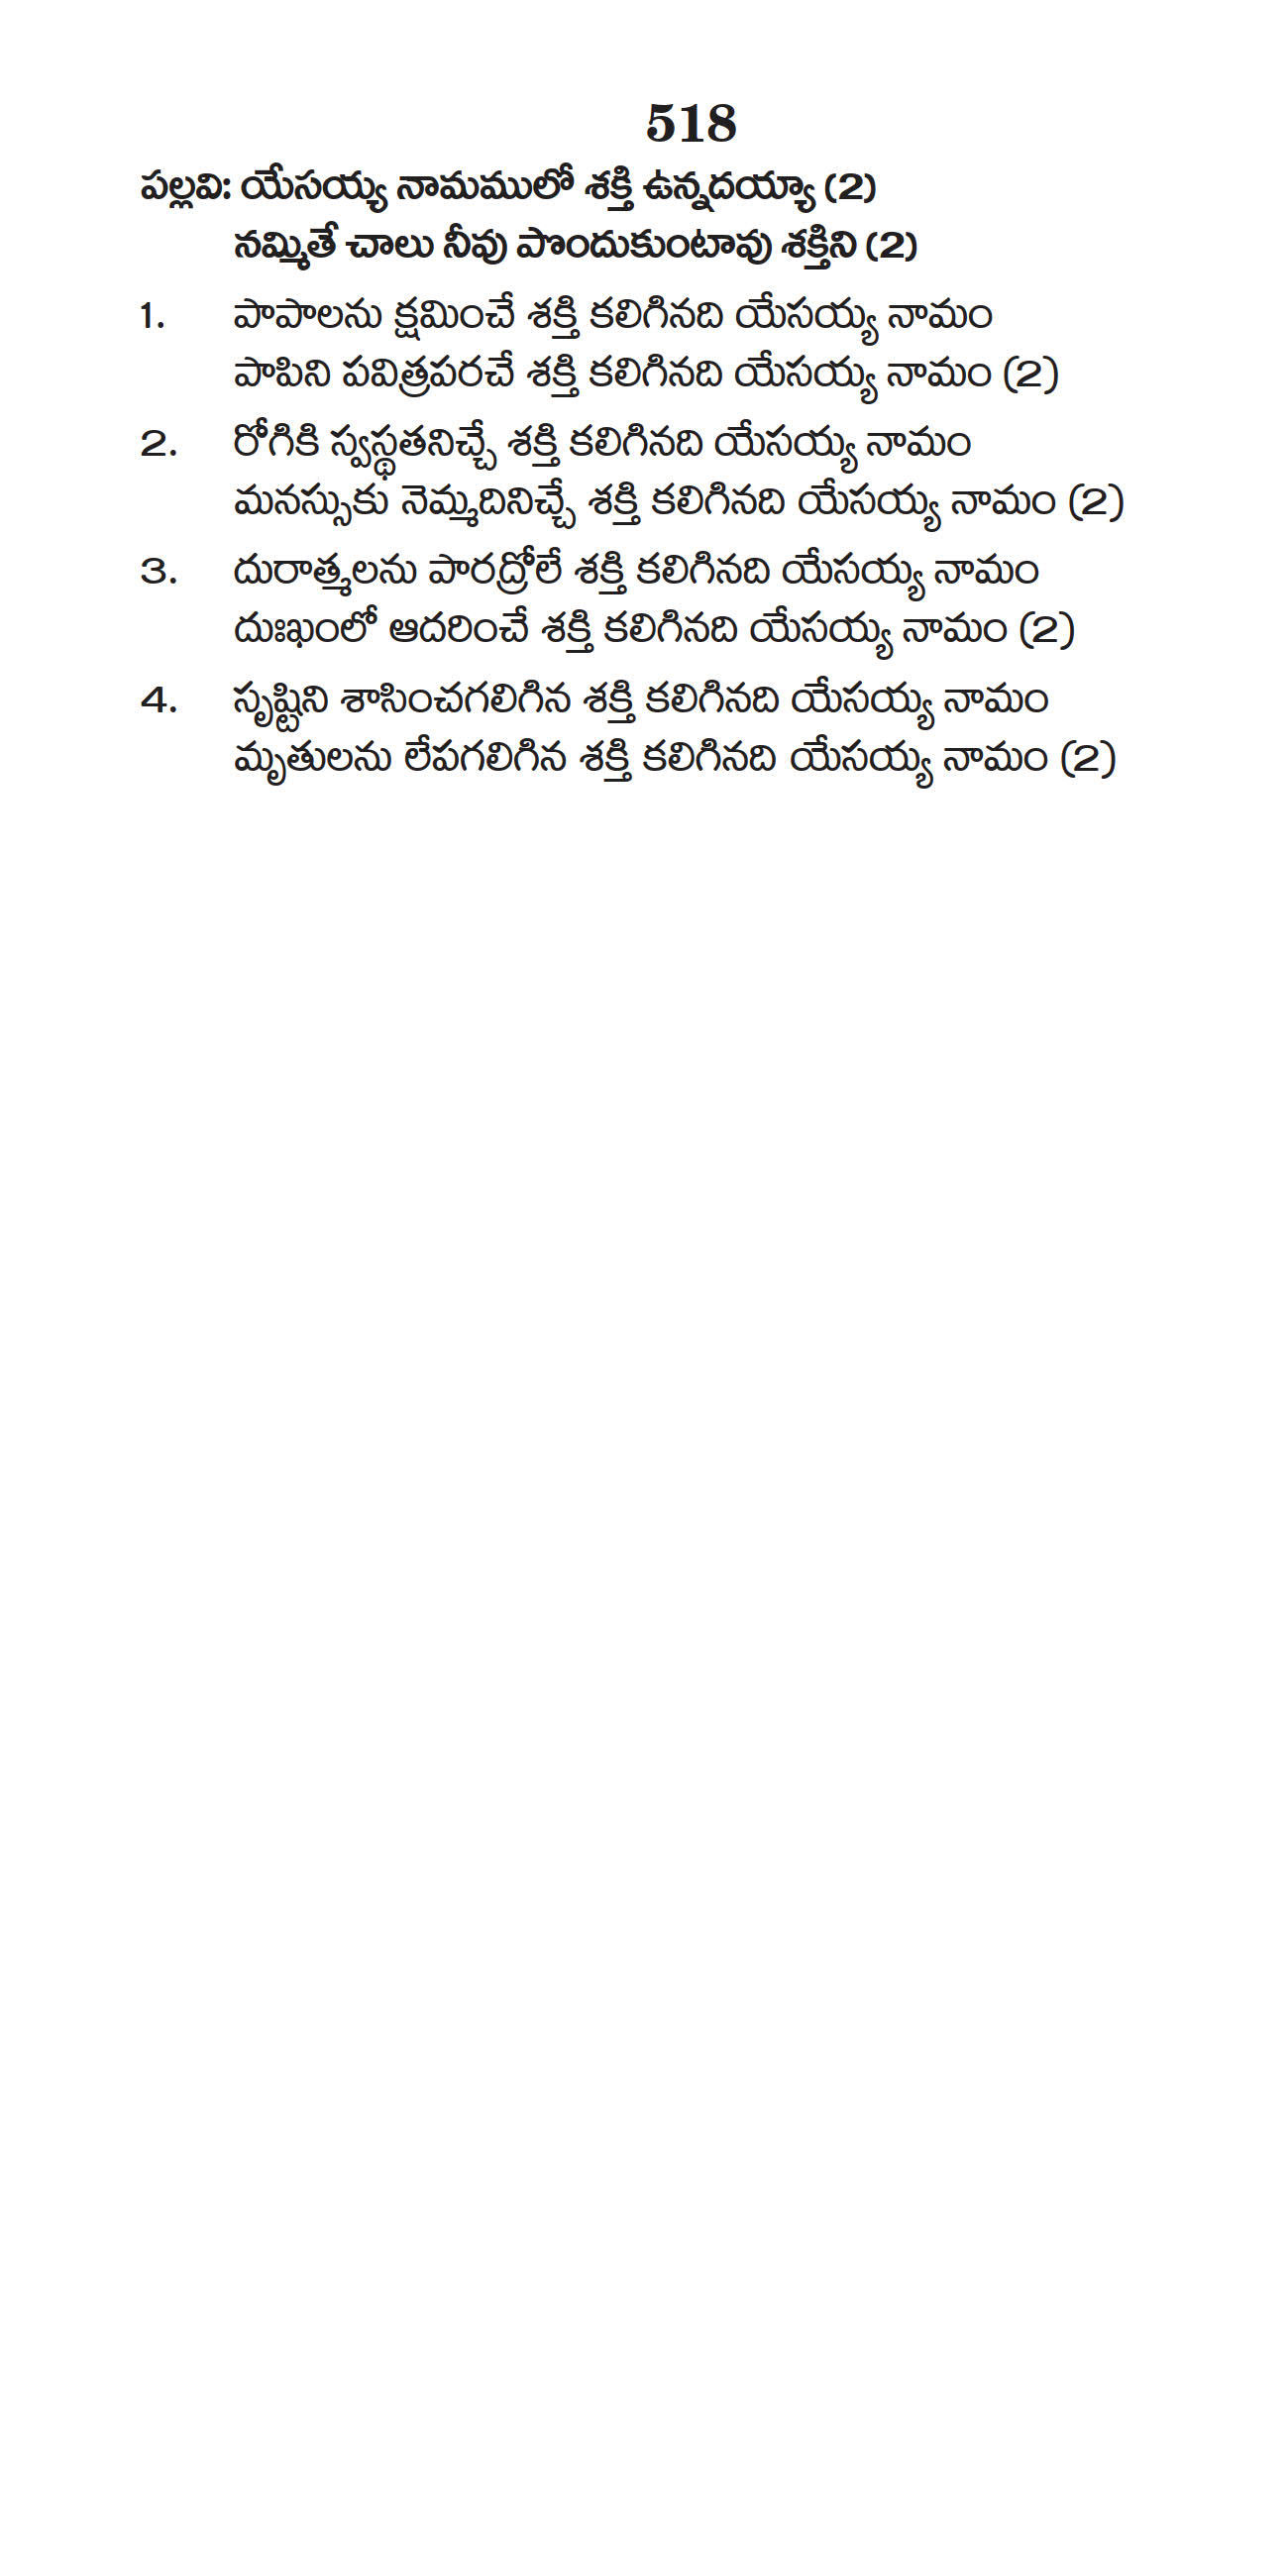 518
పల్లవి: యేసయ్య నామములో శక్తి ఉన్నదయ్యా (2)
నమ్మితే చాలు నీవు పొందుకుంటావు శక్తిని (2)
1. పాపాలను క్షమించే శక్తి కలిగినది యేసయ్య నామం
పాపిని పవిత్రపరచే శక్తి కలిగినది యేసయ్య నామం (2)
2. రోగికి స్వస్థతనిచ్చే శక్తి కలిగినది యేసయ్య నామం
మనస్సుకు నెమ్మదినిచ్చే శక్తి కలిగినది యేసయ్య నామం (2)
3. దురాత్మలను పారద్రోలే శక్తి కలిగినది యేసయ్య నామం
దుఃఖంలో ఆదరించే శక్తి కలిగినది యేసయ్య నామం (2)
4. సృష్టిని శాసించగలిగిన శక్తి కలిగినది యేసయ్య నామం
మృతులను లేపగలిగిన శక్తి కలిగినది యేసయ్య నామం (2)